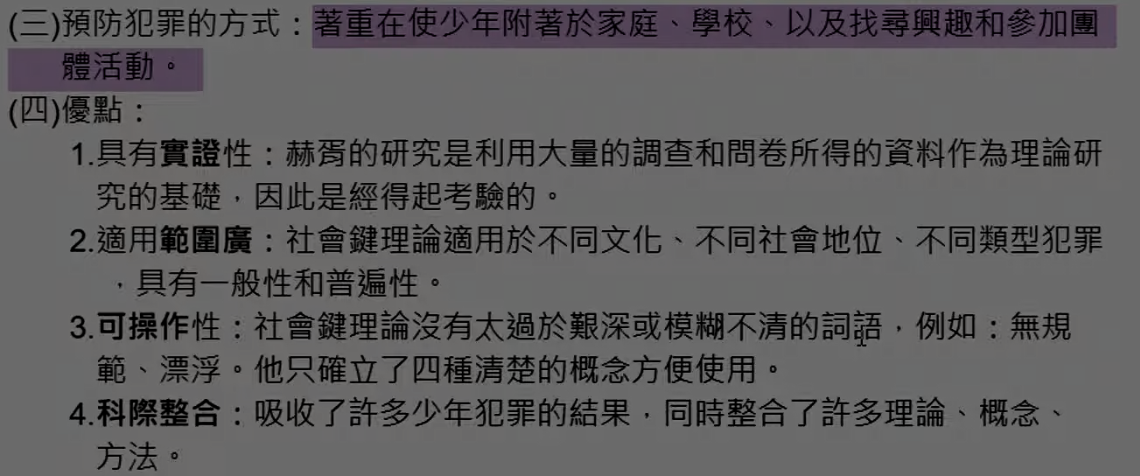 (三)預防犯罪的方式：著重在使少年附著於家庭、學校、以及找尋興趣和參加團
體活動。
(四)優點：
1.具有實證性：赫胥的研究是利用大量的調查和問卷所得的資料作為理論研
究的基礎，因此是經得起考驗的。
2.適用範圍廣：社會鍵理論適用於不同文化、不同社會地位、不同類型犯罪
，具有一般性和普遍性。
3.可操作性：社會鍵理論沒有太過於艱深或模糊不清的詞語，例如：無規
範、漂浮。他只確立了四種清楚的概念方便使用。
4.科際整合：吸收了許多少年犯罪的結果，同時整合了許多理論、概念、
方法。